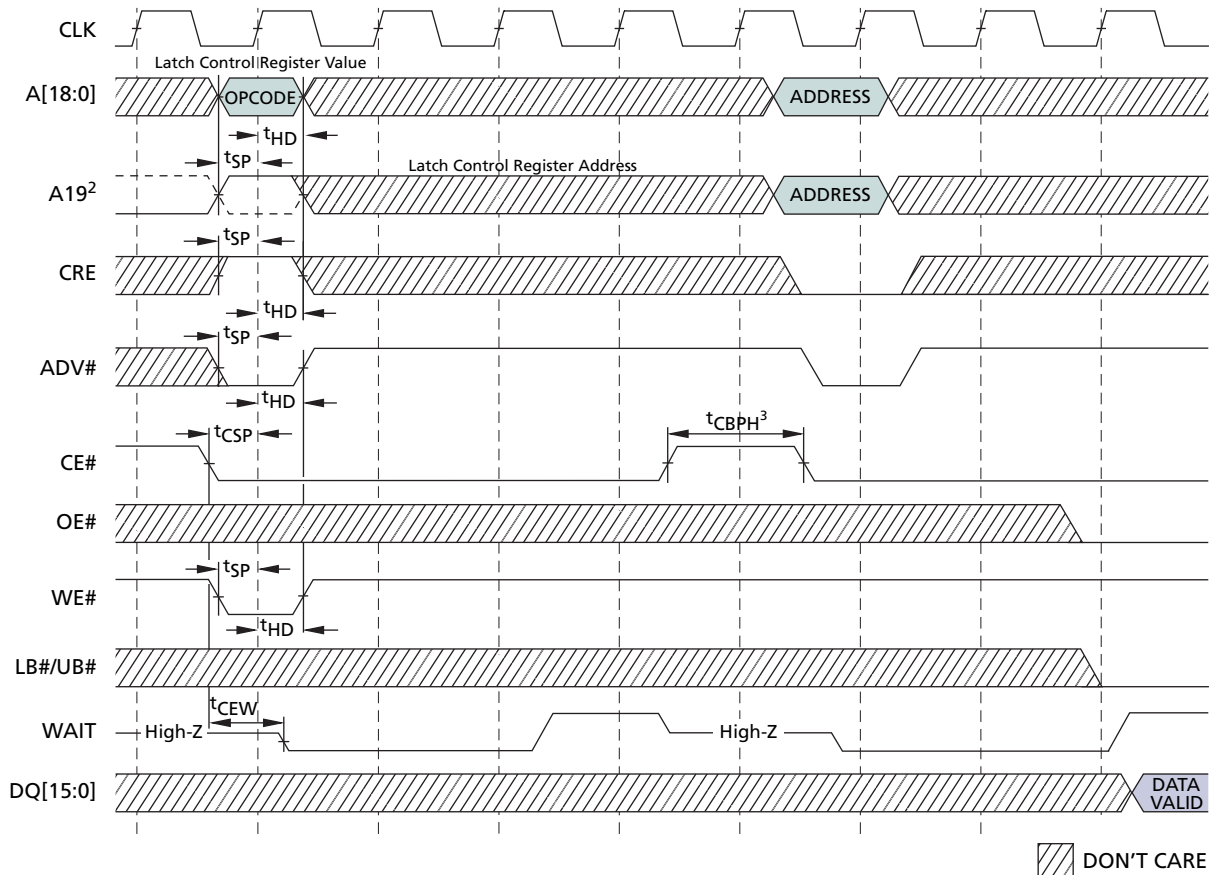 CLK
Latch Control Register Value
A[18:0]
OPCODE
ADDRESS
tHD
tSP
Latch Control Register Address
A19²
ADDRESS
tSP
CRE
tHD
tSP
ADV#
tHD
tCSP
tCBPH³
CE#
OE#
tSP
WE#
tHD
LB#/UB#
tCEW
WAIT
High-Z
High-Z
DQ[15:0]
DATA
VALID
DON'T CARE